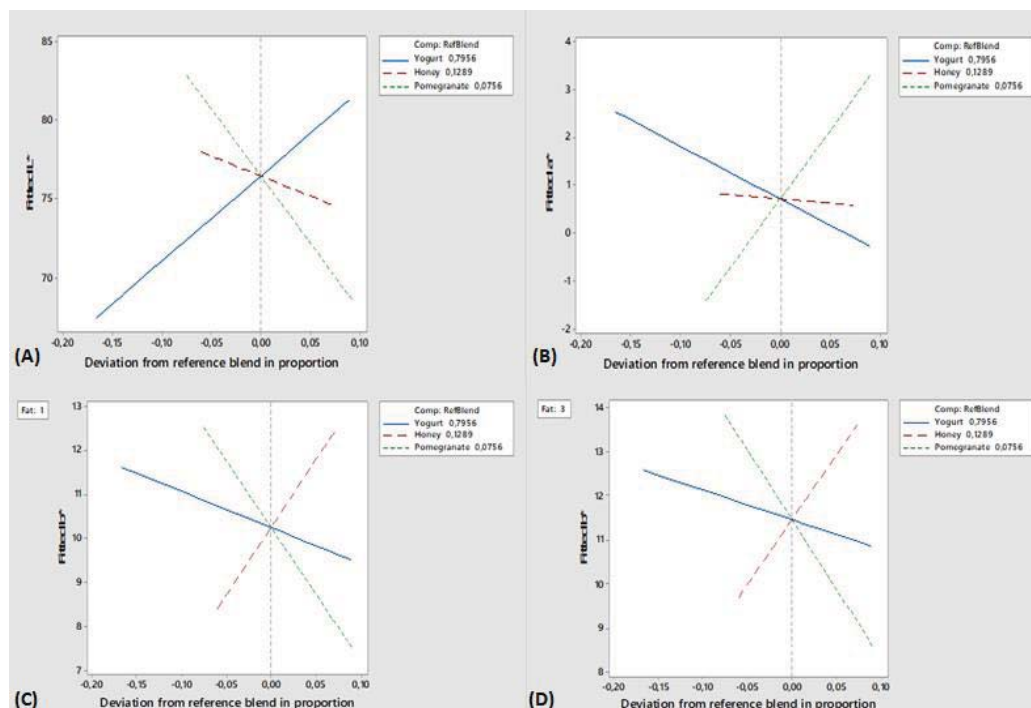 85
80
75
70
-0,20 -0,15 -0,10 -0,05 0,00 0,05 0,10
Deviation from reference blend in proportion
Comp: RefBlend
Yogurt 0,7956
Honey 0,1289
Pomegranate 0,0756
(A)
4
3
2
1
0
-1
-2
-0,20 -0,15 -0,10 -0,05 0,00 0,05 0,10
Deviation from reference blend in proportion
Comp: RefBlend
Yogurt 0,7956
Honey 0,1289
Pomegranate 0,0756
(B)
Fat: 1
13
12
11
10
9
8
7
-0,20 -0,15 -0,10 -0,05 0,00 0,05 0,10
Deviation from reference blend in proportion
Comp: RefBlend
Yogurt 0,7956
Honey 0,1289
Pomegranate 0,0756
(C)
Fat: 3
14
13
12
11
10
9
8
-0,20 -0,15 -0,10 -0,05 0,00 0,05 0,10
Deviation from reference blend in proportion
Comp: RefBlend
Yogurt 0,7956
Honey 0,1289
Pomegranate 0,0756
(D)